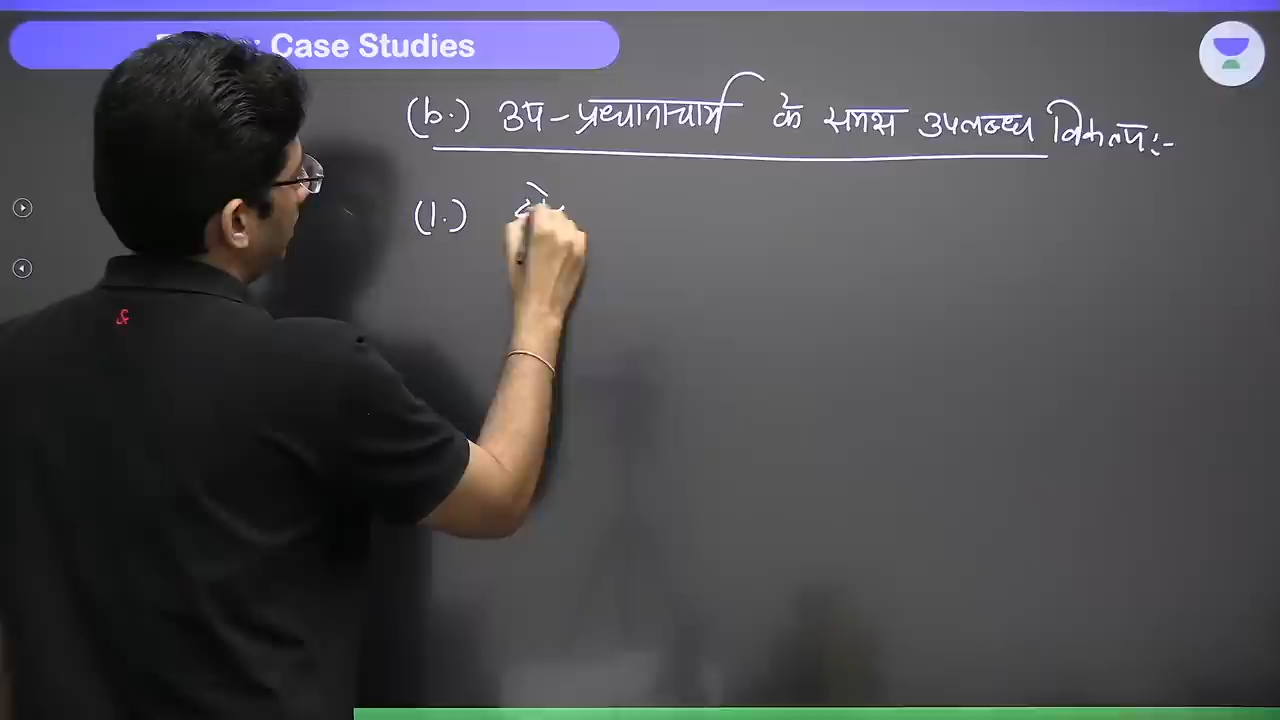 Case Studies
(b.) उप-प्रधानाचार्य के समक्ष उपलब्ध विकल्प:-
(1.)